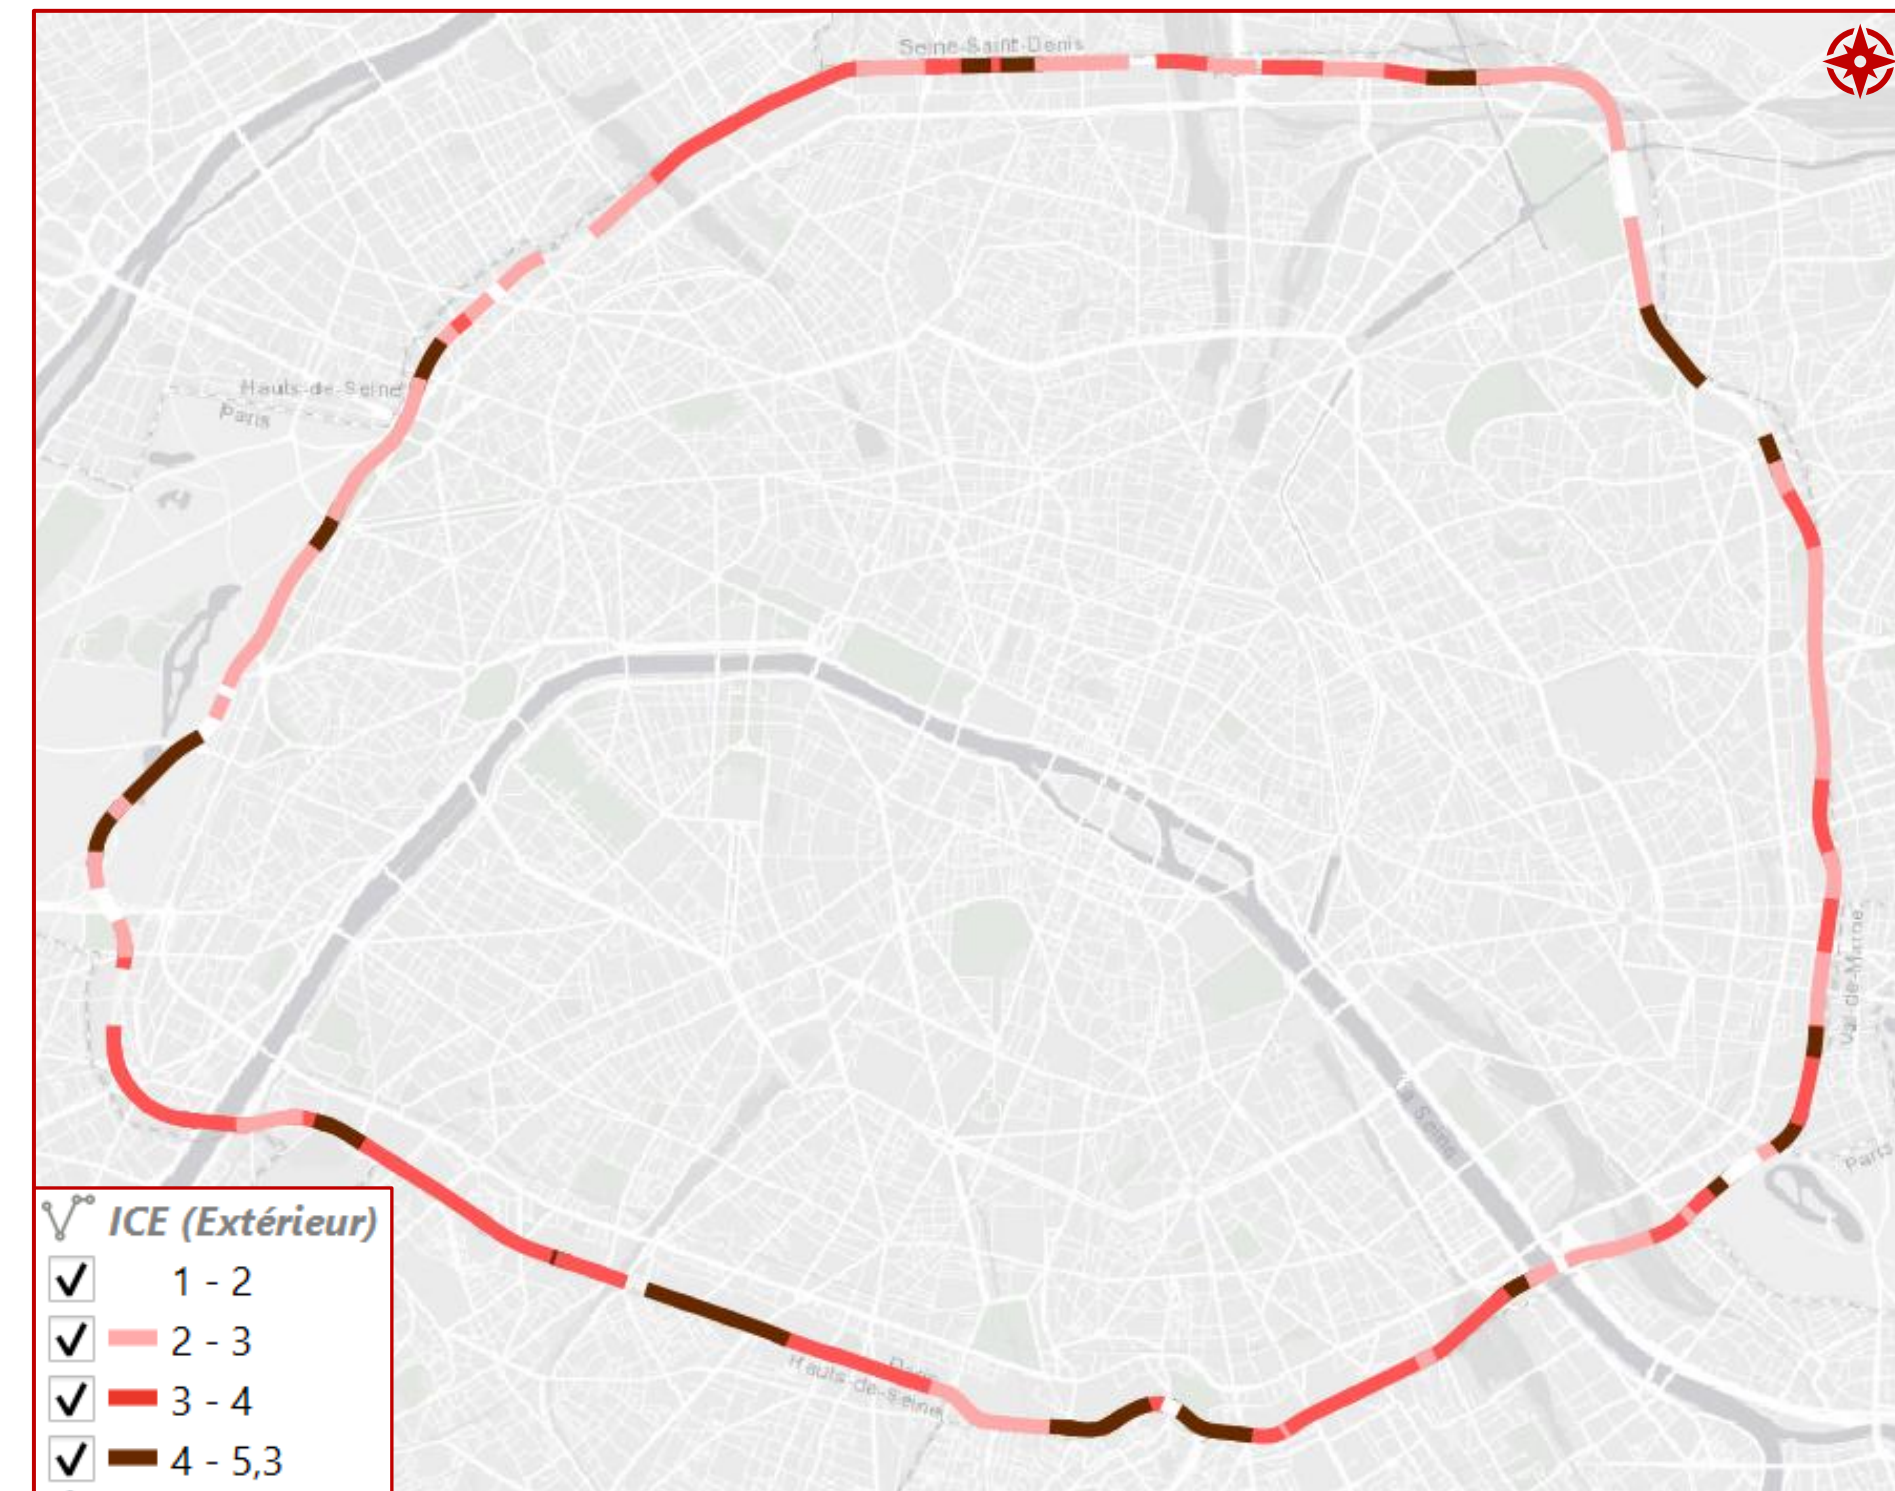 Seine-Saint-Denis
Hauts-de-Seine
Paris
Val-de-Marne
La Seine
Paris
Paris
Hauts-de-Seine
ICE (Extérieur)
1 - 2
2 - 3
3 - 4
4 - 5,3